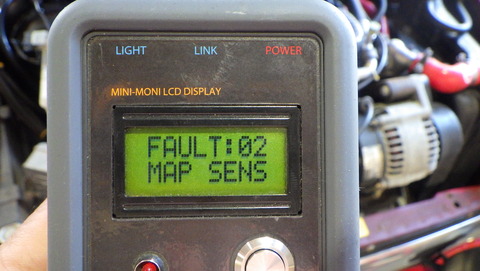 LIGHT LINK POWER
MINI-MONI LCD DISPLAY
FAULT:02
MAP SENS